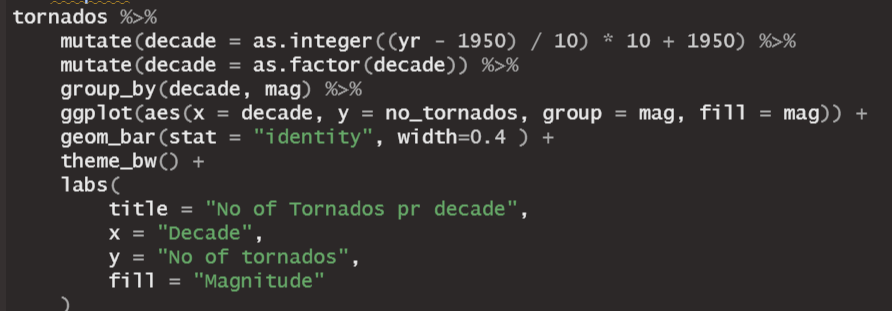 tornados %>%
    mutate(decade = as.integer((yr - 1950) / 10) * 10 + 1950) %>%
    mutate(decade = as.factor(decade)) %>%
    group_by(decade, mag) %>%
    ggplot(aes(x = decade, y = no_tornados, group = mag, fill = mag)) +
    geom_bar(stat = "identity", width=0.4 ) +
    theme_bw() +
    labs(
        title = "No of Tornados pr decade",
        x = "Decade",
        y = "No of tornados",
        fill = "Magnitude"
    )